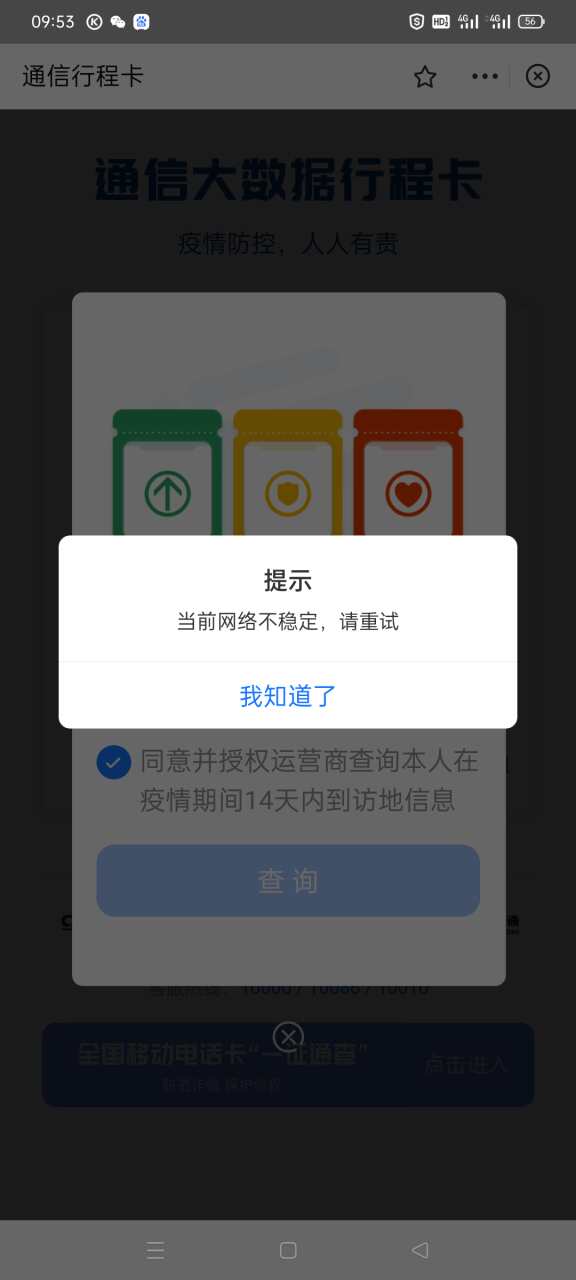 09:53
4G
4G
56
通信行程卡
通信大数据行程卡
疫情防控，人人有责
提示
当前网络不稳定，请重试
我知道了
同意并授权运营商查询本人在
疫情期间14天内到访地信息
查 询
客服热线：10000 / 10086 / 10010
全国移动电话卡“一证通查”
点击进入